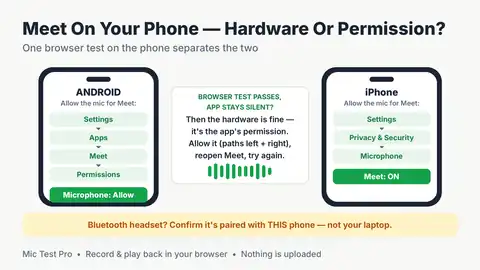 Meet On Your Phone — Hardware Or Permission?
One browser test on the phone separates the two
ANDROID
Allow the mic for Meet:
Settings
Apps
Meet
Permissions
Microphone: Allow
BROWSER TEST PASSES,
APP STAYS SILENT?
Then the hardware is fine —
it's the app's permission.
Allow it (paths left + right),
reopen Meet, try again.
iPhone
Allow the mic for Meet:
Settings
Privacy & Security
Microphone
Meet: ON
Bluetooth headset? Confirm it's paired with THIS phone — not your laptop.
Mic Test Pro • Record & play back in your browser • Nothing is uploaded